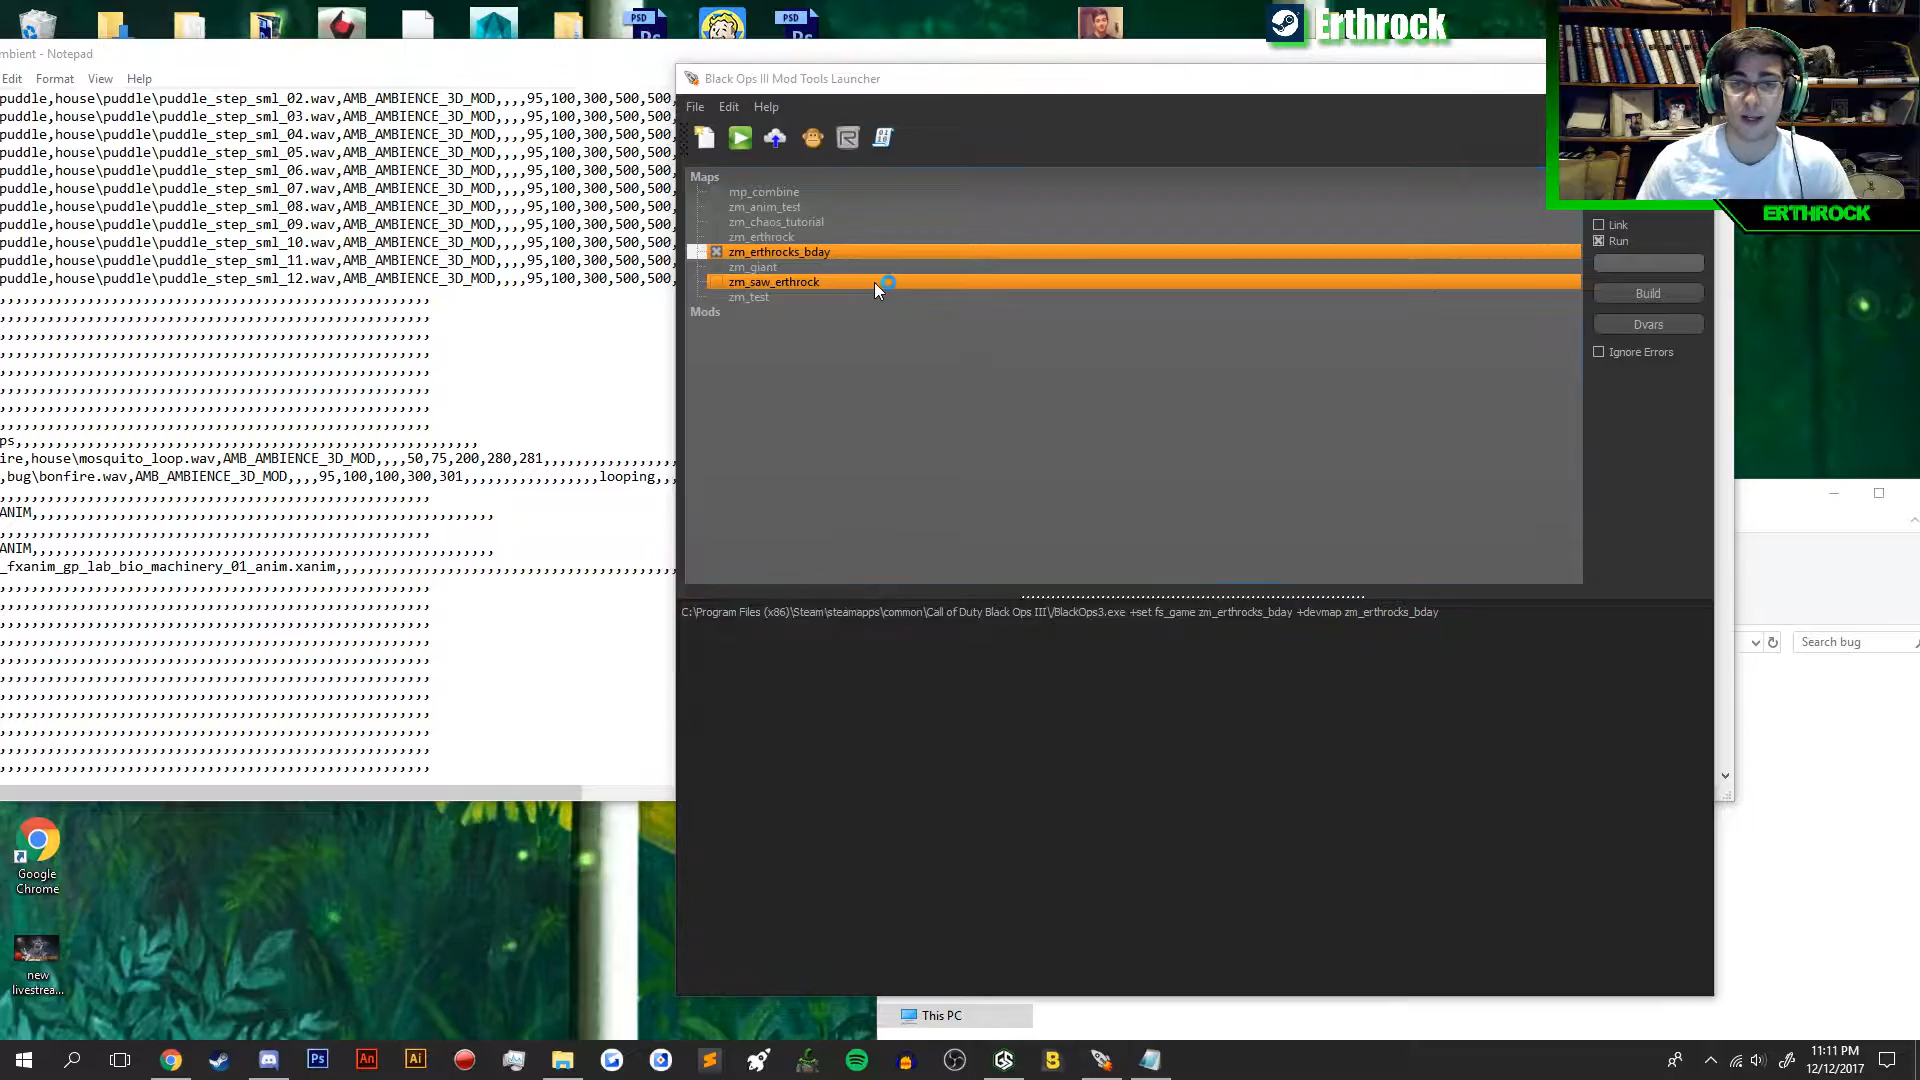 Erthrock
ERTHROCK
PSD
PSD
mbient - Notepad
Edit Format View Help
puddle,house\puddle\puddle_step_sml_02.wav,AMB_AMBIENCE_3D_MOD,,,,95,100,300,500,500,
puddle,house\puddle\puddle_step_sml_03.wav,AMB_AMBIENCE_3D_MOD,,,,95,100,300,500,500,
puddle,house\puddle\puddle_step_sml_04.wav,AMB_AMBIENCE_3D_MOD,,,,95,100,300,500,500,
puddle,house\puddle\puddle_step_sml_05.wav,AMB_AMBIENCE_3D_MOD,,,,95,100,300,500,500,
puddle,house\puddle\puddle_step_sml_06.wav,AMB_AMBIENCE_3D_MOD,,,,95,100,300,500,500,
puddle,house\puddle\puddle_step_sml_07.wav,AMB_AMBIENCE_3D_MOD,,,,95,100,300,500,500,
puddle,house\puddle\puddle_step_sml_08.wav,AMB_AMBIENCE_3D_MOD,,,,95,100,300,500,500,
puddle,house\puddle\puddle_step_sml_09.wav,AMB_AMBIENCE_3D_MOD,,,,95,100,300,500,500,
puddle,house\puddle\puddle_step_sml_10.wav,AMB_AMBIENCE_3D_MOD,,,,95,100,300,500,500,
puddle,house\puddle\puddle_step_sml_11.wav,AMB_AMBIENCE_3D_MOD,,,,95,100,300,500,500,
puddle,house\puddle\puddle_step_sml_12.wav,AMB_AMBIENCE_3D_MOD,,,,95,100,300,500,500,
ps,,,,,,,,,,,,,,,,,,,,,,,,,,,,,,,,,,,,,,,,,,,,,,,,,,,,,,,,,,
ire,house\mosquito_loop.wav,AMB_AMBIENCE_3D_MOD,,,,50,75,200,280,281,,,,,,,,,,,,,,,,,
,bug\bonfire.wav,AMB_AMBIENCE_3D_MOD,,,,95,100,100,300,301,,,,,,,,,,,,,,,,,looping,,,
ANIM,,,,,,,,,,,,,,,,,,,,,,,,,,,,,,,,,,,,,,,,,,,,,,,,,,,,,,,,,,
ANIM,,,,,,,,,,,,,,,,,,,,,,,,,,,,,,,,,,,,,,,,,,,,,,,,,,,,,,,,,,
_fxanim_gp_lab_bio_machinery_01_anim.xanim,,,,,,,,,,,,,,,,,,,,,,,,,,,,,,,,,,,,,,,,,,,
Black Ops III Mod Tools Launcher
File Edit Help
Maps
mp_combine
zm_anim_test
zm_chaos_tutorial
zm_erthrock
zm_erthrocks_bday
zm_giant
zm_saw_erthrock
zm_test
Mods
Link
Run
Build
Dvars
Ignore Errors
C:\Program Files (x86)\Steam\steamapps\common\Call of Duty Black Ops III\/BlackOps3.exe +set fs_game zm_erthrocks_bday +devmap zm_erthrocks_bday
Search bug
This PC
Google
Chrome
new
livestrea...
Ps
An
Ai
11:11 PM
12/12/2017